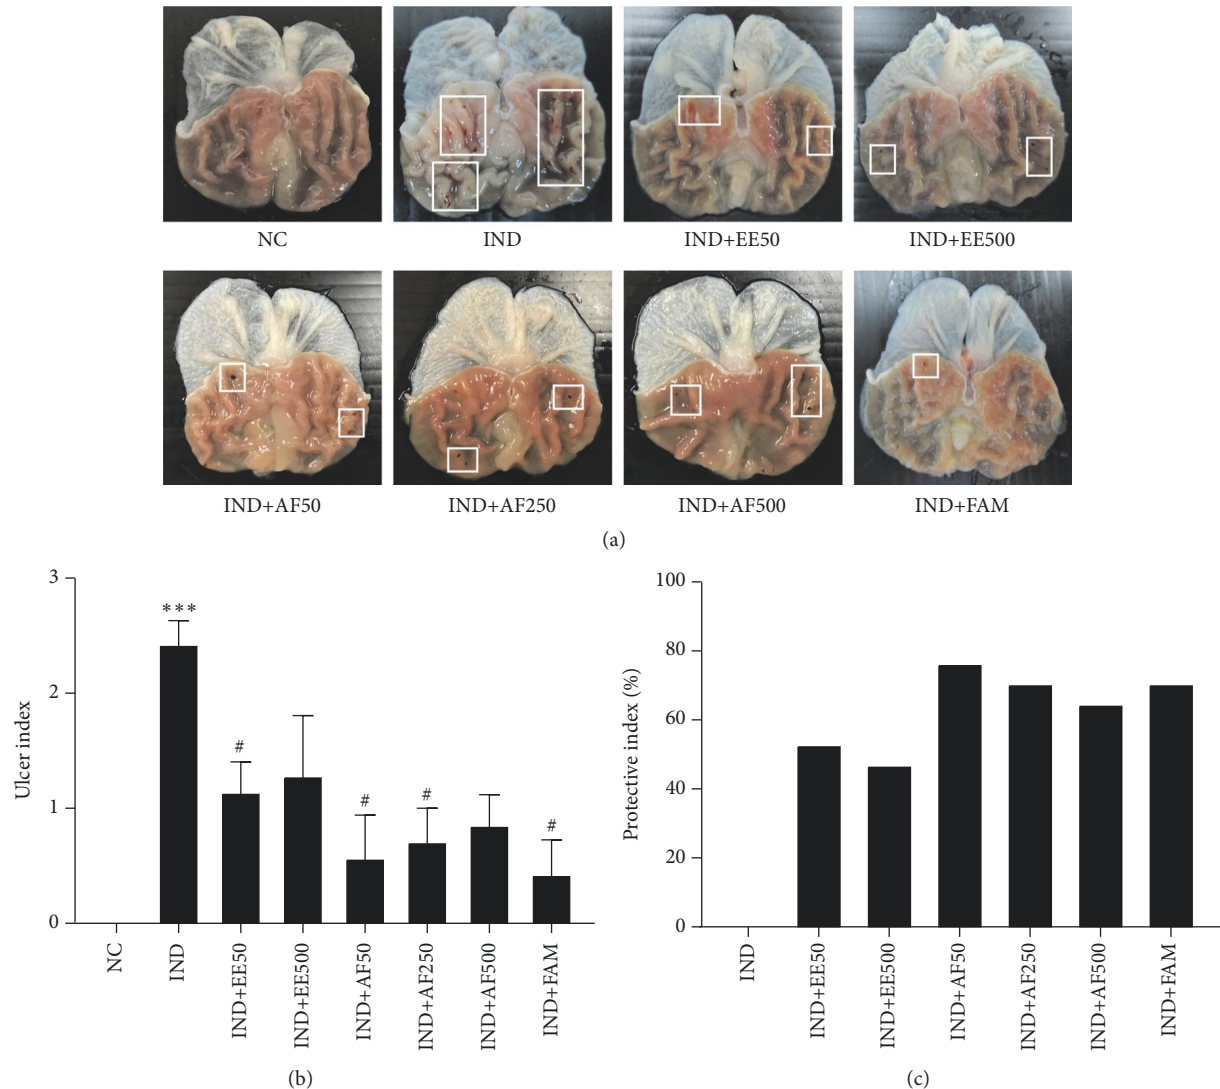 NC IND IND+EE50 IND+EE500
IND+AF50 IND+AF250 IND+AF500 IND+FAM
(a)
Ulcer index
3
2
1
0
***
#
#
#
#
NC
IND
IND+EE50
IND+EE500
IND+AF50
IND+AF250
IND+AF500
IND+FAM
(b)
Protective index (%)
100
80
60
40
20
0
IND
IND+EE50
IND+EE500
IND+AF50
IND+AF250
IND+AF500
IND+FAM
(c)